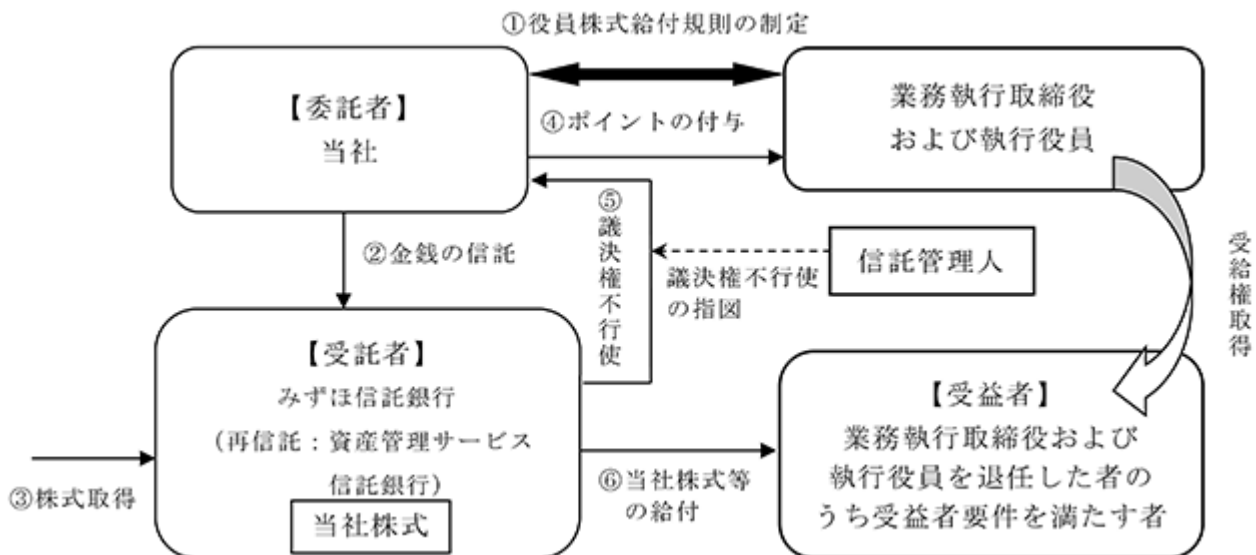 ①役員株式給付規則の制定
【委託者】
当社
業務執行取締役
および執行役員
④ポイントの付与
②金銭の信託
⑤議決権不行使
議決権不行使
の指図
信託管理人
受給権取得
【受託者】
みずほ信託銀行
（再信託：資産管理サービス
信託銀行）
当社株式
③株式取得
⑥当社株式等
の給付
【受益者】
業務執行取締役および
執行役員を退任した者の
うち受益者要件を満たす者